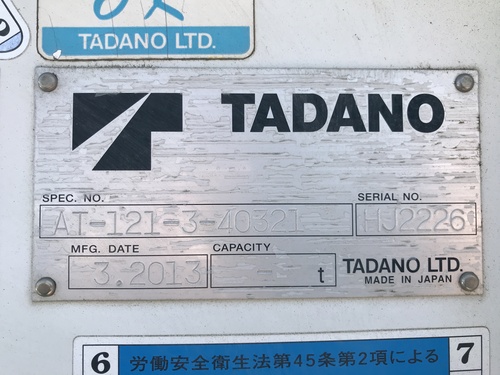 TADANO LTD.
TADANO
SPEC. NO.
SERIAL NO.
AT-121-3-40321
HJ2226
MFG. DATE
CAPACITY
3.2013
t
TADANO LTD.
MADE IN JAPAN
6
労働安全衛生法第45条第2項による
7